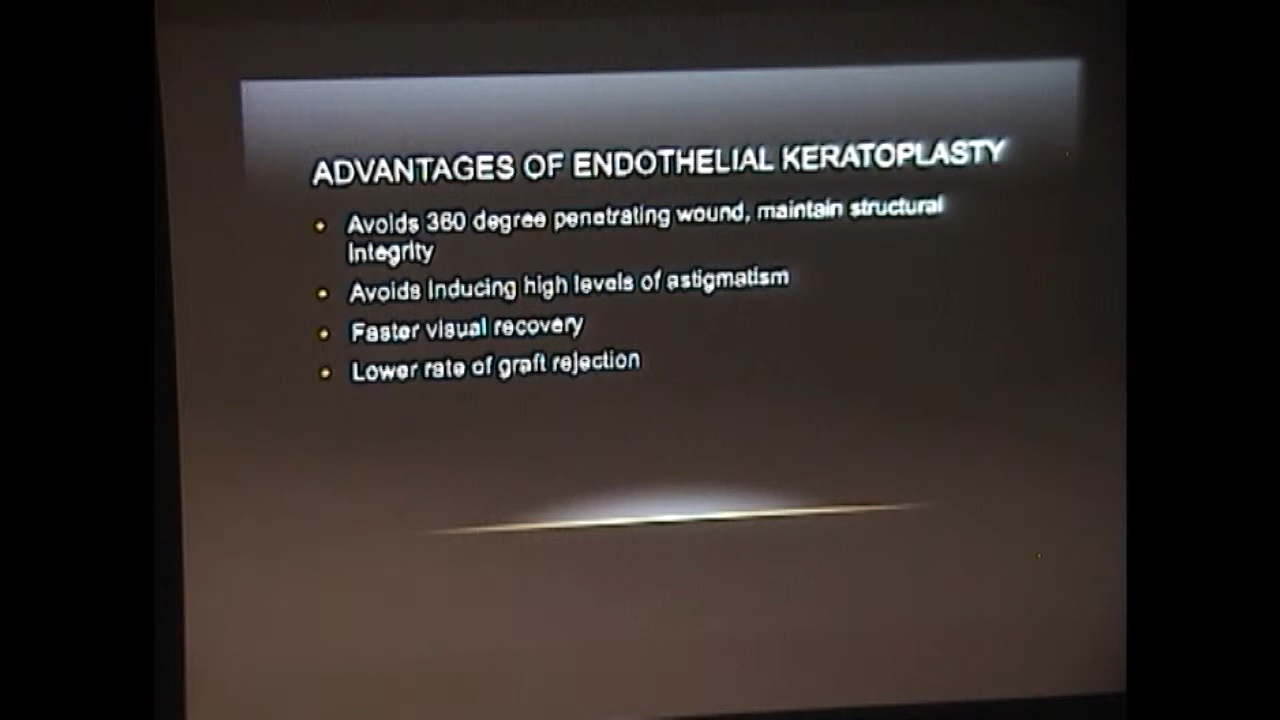 ADVANTAGES OF ENDOTHELIAL KERATOPLASTY
• Avoids 360 degree penetrating wound, maintain structural
integrity
• Avoids inducing high levels of astigmatism
• Faster visual recovery
• Lower rate of graft rejection